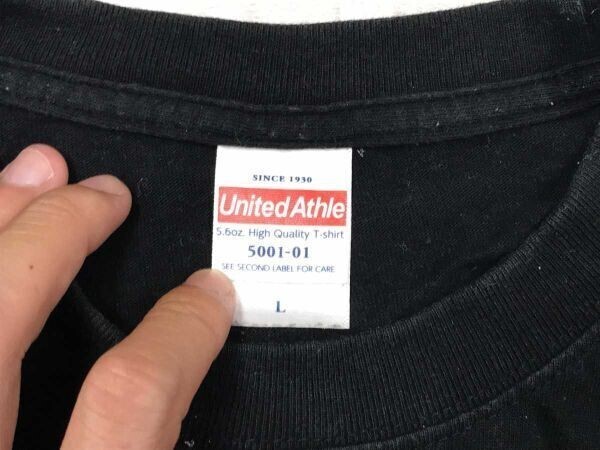 SINCE 1930
United Athle
5.6oz. High Quality T-shirt
5001-01
SEE SECOND LABEL FOR CARE
L